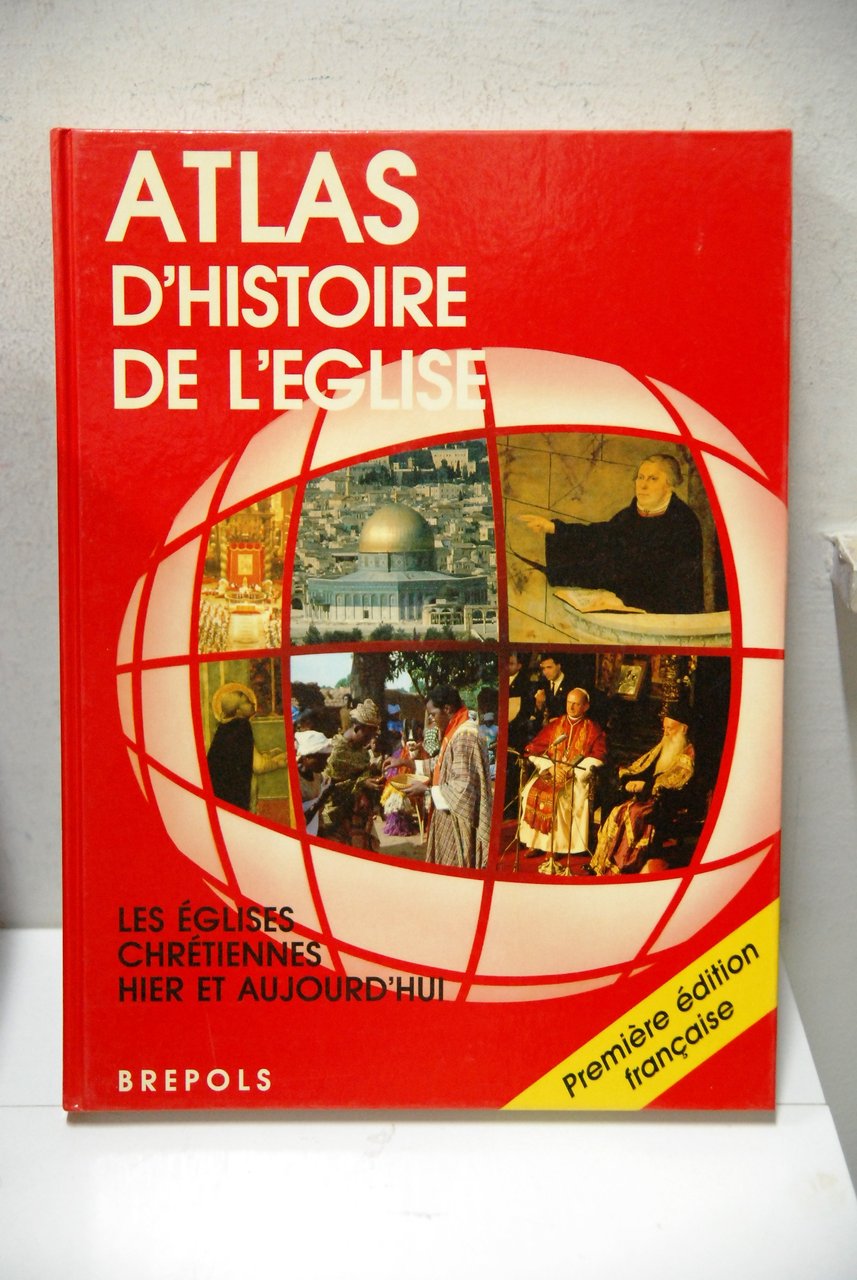 ATLAS
D'HISTOIRE
DE L'EGLISE
LES ÉGLISES
CHRÉTIENNES
HIER ET AUJOURD'HUI
BREPOLS
Première édition
française